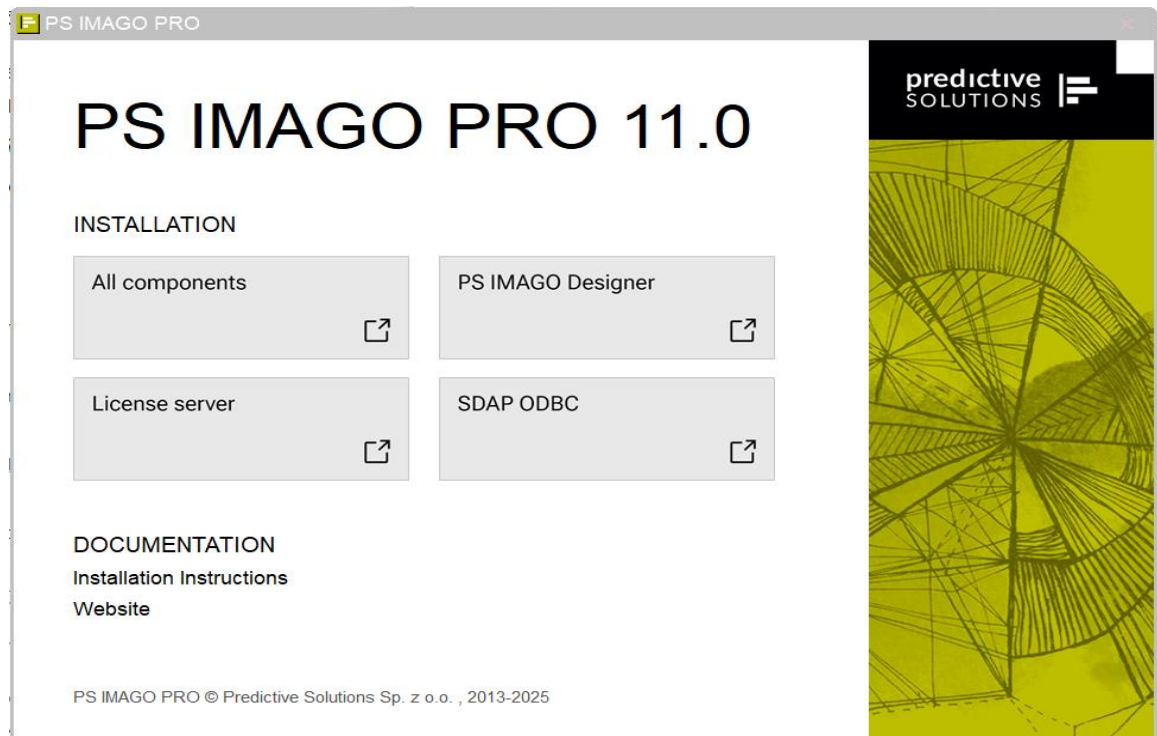 PS IMAGO PRO
predictive
SOLUTIONS
PS IMAGO PRO 11.0
INSTALLATION
All components
PS IMAGO Designer
License server
SDAP ODBC
DOCUMENTATION
Installation Instructions
Website
PS IMAGO PRO © Predictive Solutions Sp. z o.o. , 2013-2025